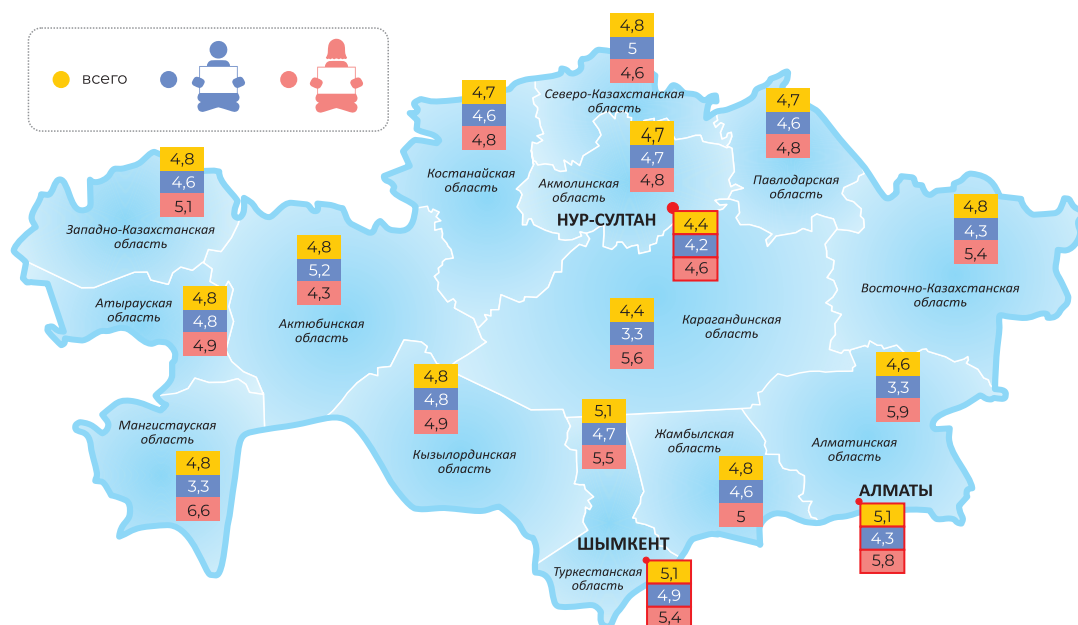 всего
4,8
5
4,6
Северо-Казахстанская
область
4,7
4,6
4,8
Костанайская
область
4,7
4,7
4,8
Акмолинская
область
4,7
4,6
4,8
Павлодарская
область
НУР-СУЛТАН
4,4
4,2
4,6
4,8
4,6
5,1
Западно-Казахстанская
область
4,8
5,2
4,3
Актюбинская
область
4,8
4,3
5,4
Восточно-Казахстанская
область
Атырауская
область
4,8
4,8
4,9
4,4
3,3
5,6
Карагандинская
область
Мангистауская
область
4,8
3,3
6,6
4,8
4,8
4,9
Кызылординская
область
5,1
4,7
5,5
Жамбылская
область
4,8
4,6
5
4,6
3,3
5,9
Алматинская
область
АЛМАТЫ
5,1
4,3
5,8
ШЫМКЕНТ
Туркестанская
область
5,1
4,9
5,4